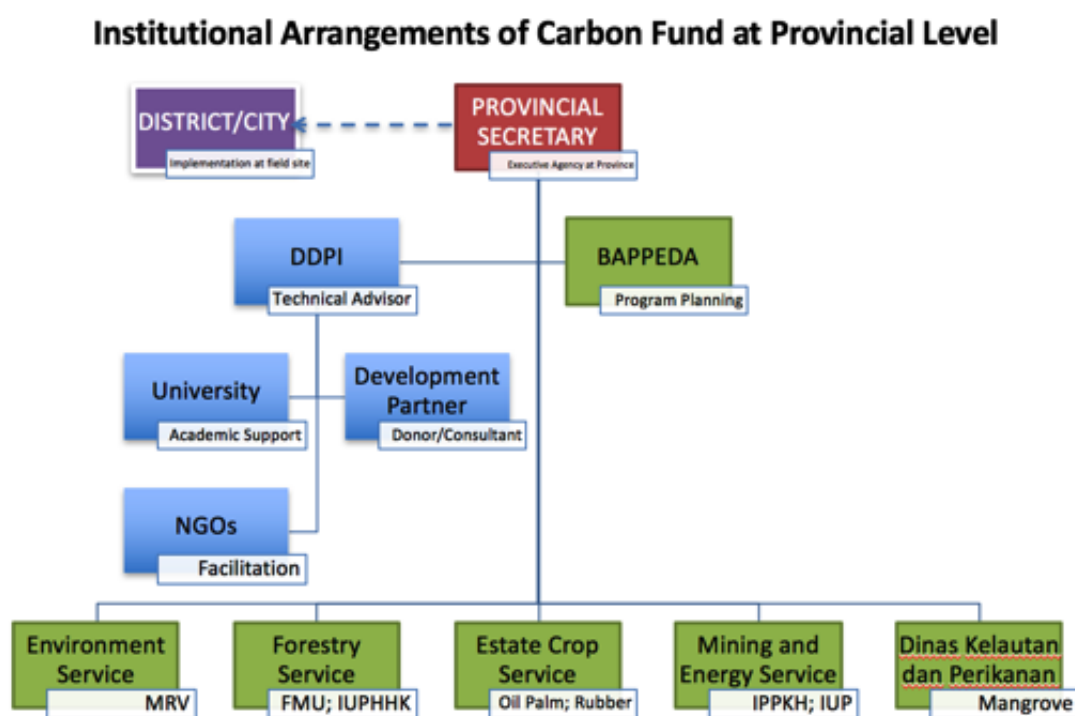 Institutional Arrangements of Carbon Fund at Provincial Level
DISTRICT/CITY
Implementation at field site
PROVINCIAL
SECRETARY
Executive Agency at Province
DDPI
Technical Advisor
BAPPEDA
Program Planning
University
Academic Support
Development
Partner
Donor/Consultant
NGOs
Facilitation
Environment
Service
MRV
Forestry
Service
FMU; IUPHHK
Estate Crop
Service
Oil Palm; Rubber
Mining and
Energy Service
IPPKH; IUP
Dinas Kelautan
dan Perikanan
Mangrove